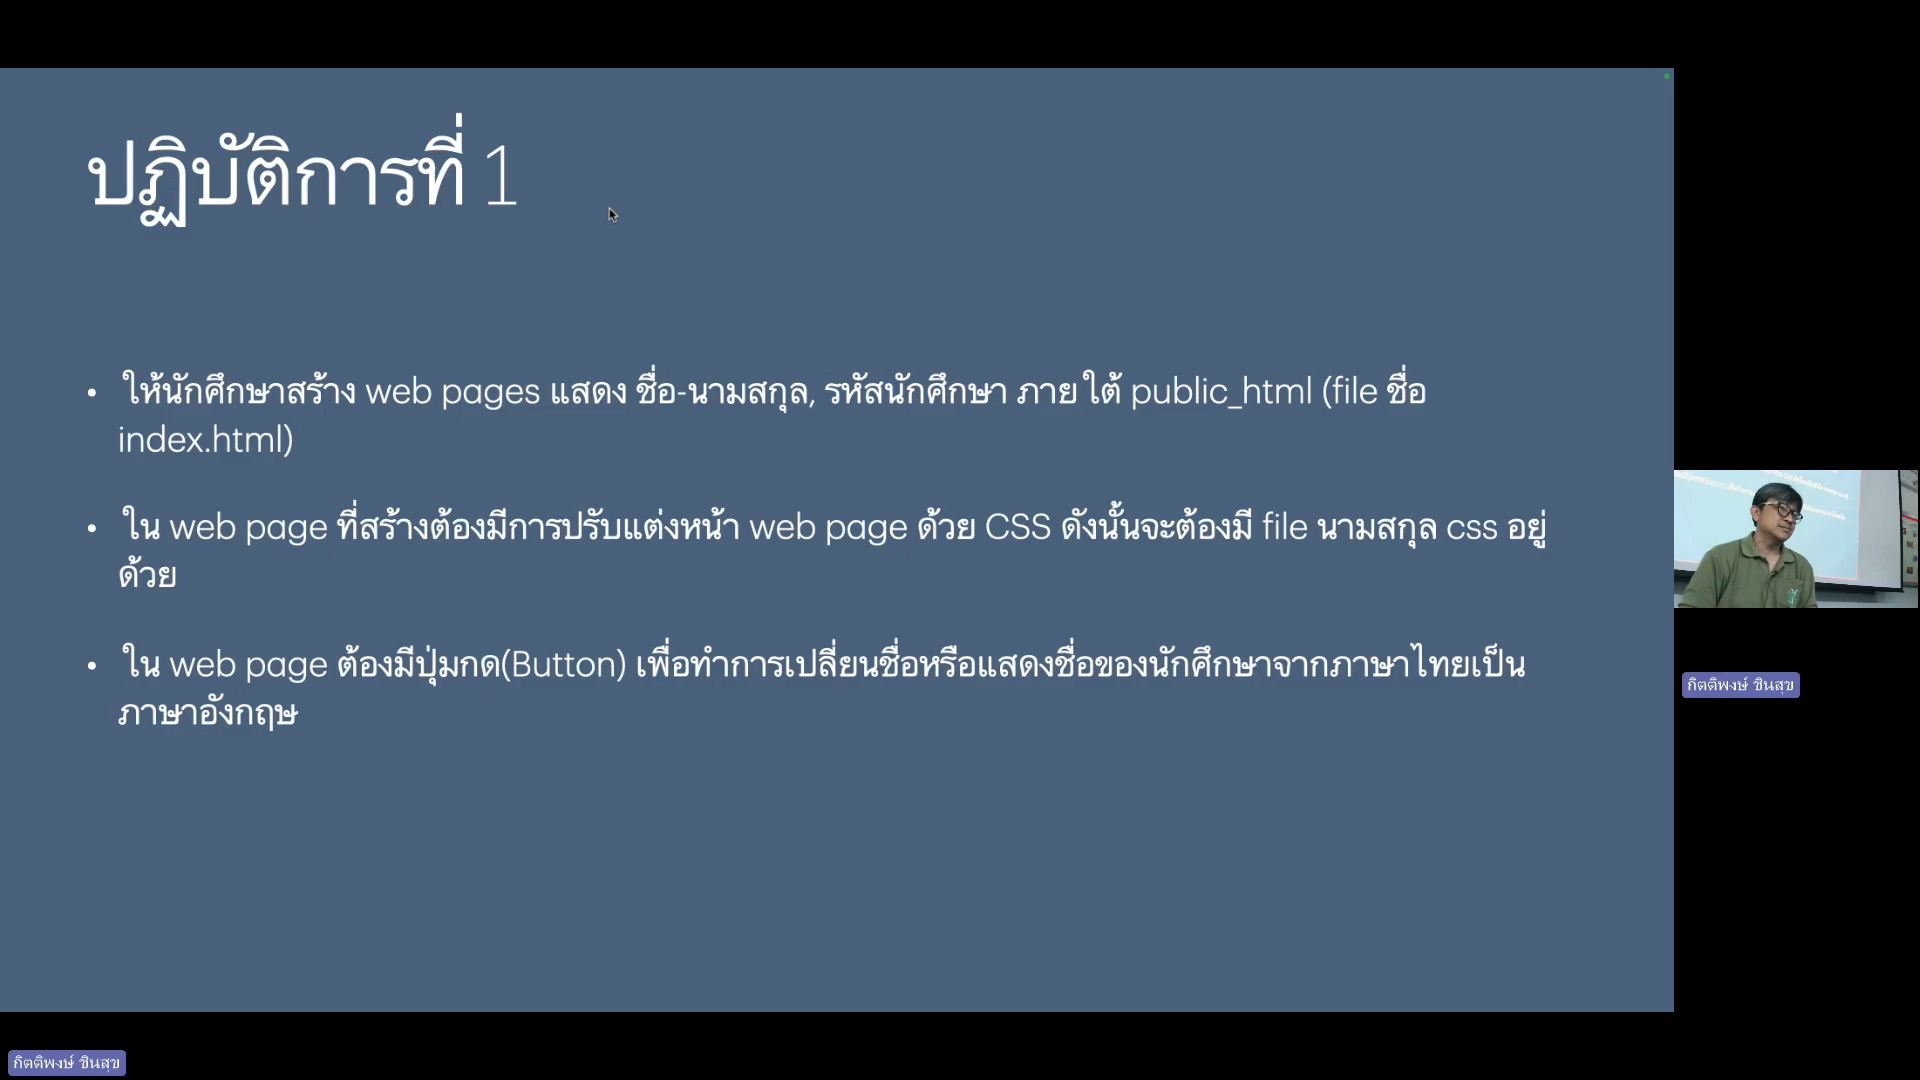 ปฏิบัติการที่ 1
• ให้นักศึกษาสร้าง web pages แสดง ชื่อ-นามสกุล, รหัสนักศึกษา ภาย ใต้ public_html (file ชื่อ
index.html)
• ใน web page ที่สร้างต้องมีการปรับแต่งหน้า web page ด้วย CSS ดังนั้นจะต้องมี file นามสกุล css อยู่
ด้วย
• ใน web page ต้องมีปุ่มกด(Button) เพื่อทำการเปลี่ยนชื่อหรือแสดงชื่อของนักศึกษาจากภาษาไทยเป็น
ภาษาอังกฤษ
กิตติพงษ์ ชินสุข
กิตติพงษ์ ชินสุข